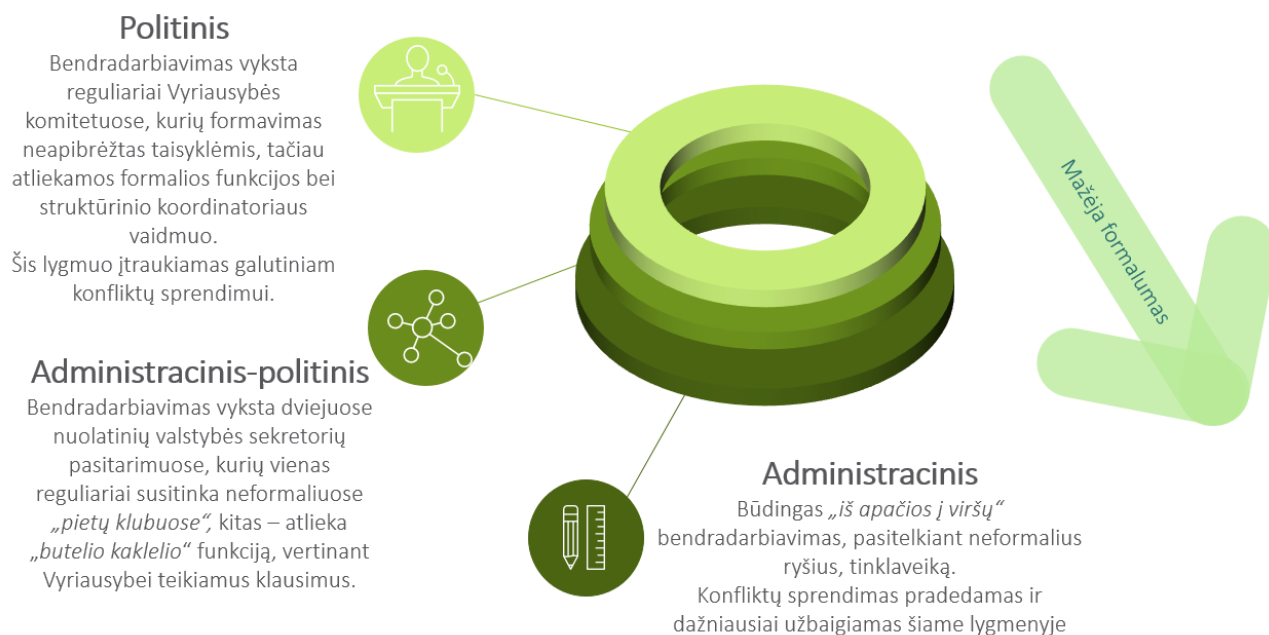 Politinis
Bendradarbiavimas vyksta
reguliariai Vyriausybės
komitetuose, kurių formavimas
neapibrėžtas taisyklėmis, tačiau
atliekamos formalios funkcijos bei
struktūrinio koordinatoriaus
vaidmuo.
Šis lygmuo įtraukiamas galutiniam
konfliktų sprendimui.
Administracinis-politinis
Bendradarbiavimas vyksta dviejuose
nuolatinių valstybės sekretorių
pasitarimuose, kurių vienas
reguliariai susitinka neformaliuose
„pietų klubuose“, kitas – atlieka
„butelio kaklelio“ funkciją, vertinant
Vyriausybei teikiamus klausimus.
Administracinis
Būdingas „iš apačios į viršų“
bendradarbiavimas, pasitelkiant neformalius
ryšius, tinklaveiką.
Konfliktų sprendimas pradedamas ir
dažniausiai užbaigiamas šiame lygmenyje
Mažėja formalumas